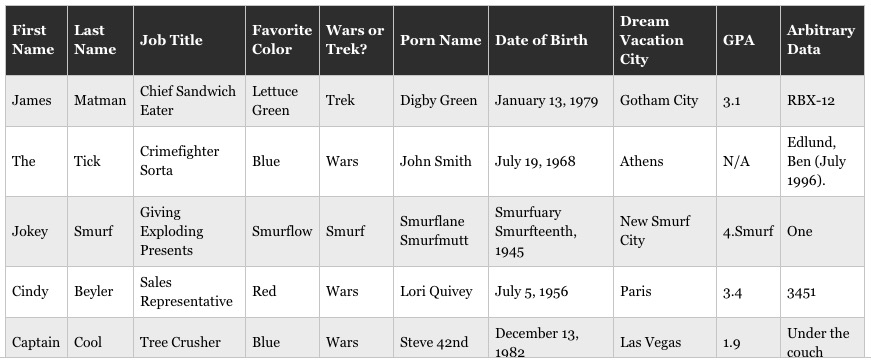 First Name | Last Name | Job Title | Favorite Color | Wars or Trek? | Porn Name | Date of Birth | Dream Vacation City | GPA | Arbitrary Data
James | Matman | Chief Sandwich Eater | Lettuce Green | Trek | Digby Green | January 13, 1979 | Gotham City | 3.1 | RBX-12
The | Tick | Crimefighter Sorta | Blue | Wars | John Smith | July 19, 1968 | Athens | N/A | Edlund, Ben (July 1996).
Jokey | Smurf | Giving Exploding Presents | Smurflow | Smurf | Smurflane Smurfmutt | Smurfuary Smurfteenth, 1945 | New Smurf City | 4.Smurf | One
Cindy | Beyler | Sales Representative | Red | Wars | Lori Quivey | July 5, 1956 | Paris | 3.4 | 3451
Captain | Cool | Tree Crusher | Blue | Wars | Steve 42nd | December 13, 1982 | Las Vegas | 1.9 | Under the couch